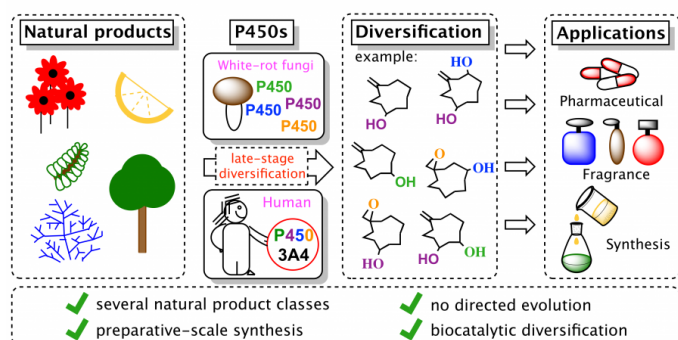 Natural products
P450s
Diversification
Applications
White-rot fungi
P450
P450
P450
P450
late-stage
diversification
Human
P450
3A4
example:
HO
HO
HO
OH
O
OH
O
HO
HO
OH
Pharmaceutical
Fragrance
Synthesis
several natural product classes
no directed evolution
preparative-scale synthesis
biocatalytic diversification